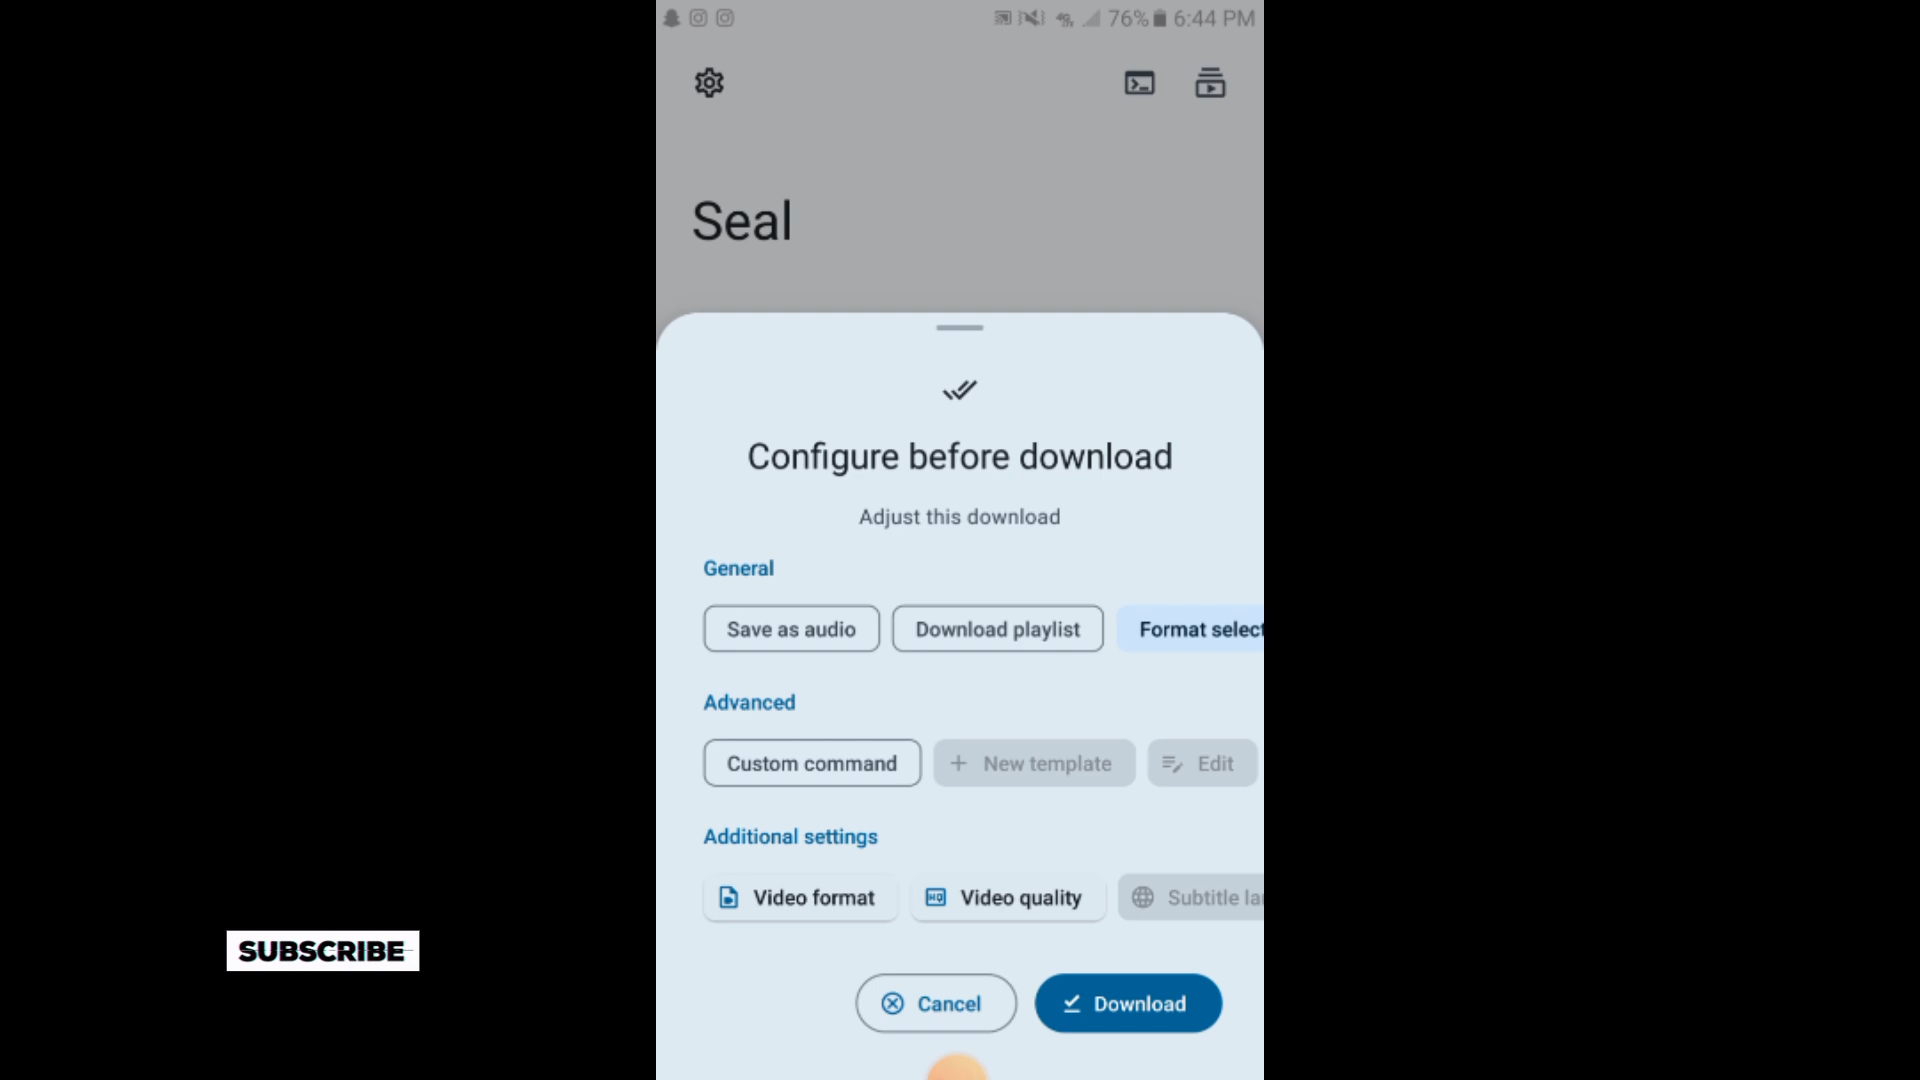 76% 6:44 PM
Seal
Configure before download
Adjust this download
General
Save as audio Download playlist Format select
Advanced
Custom command New template Edit
Additional settings
Video format HQ Video quality Subtitle la
SUBSCRIBE
Cancel Download